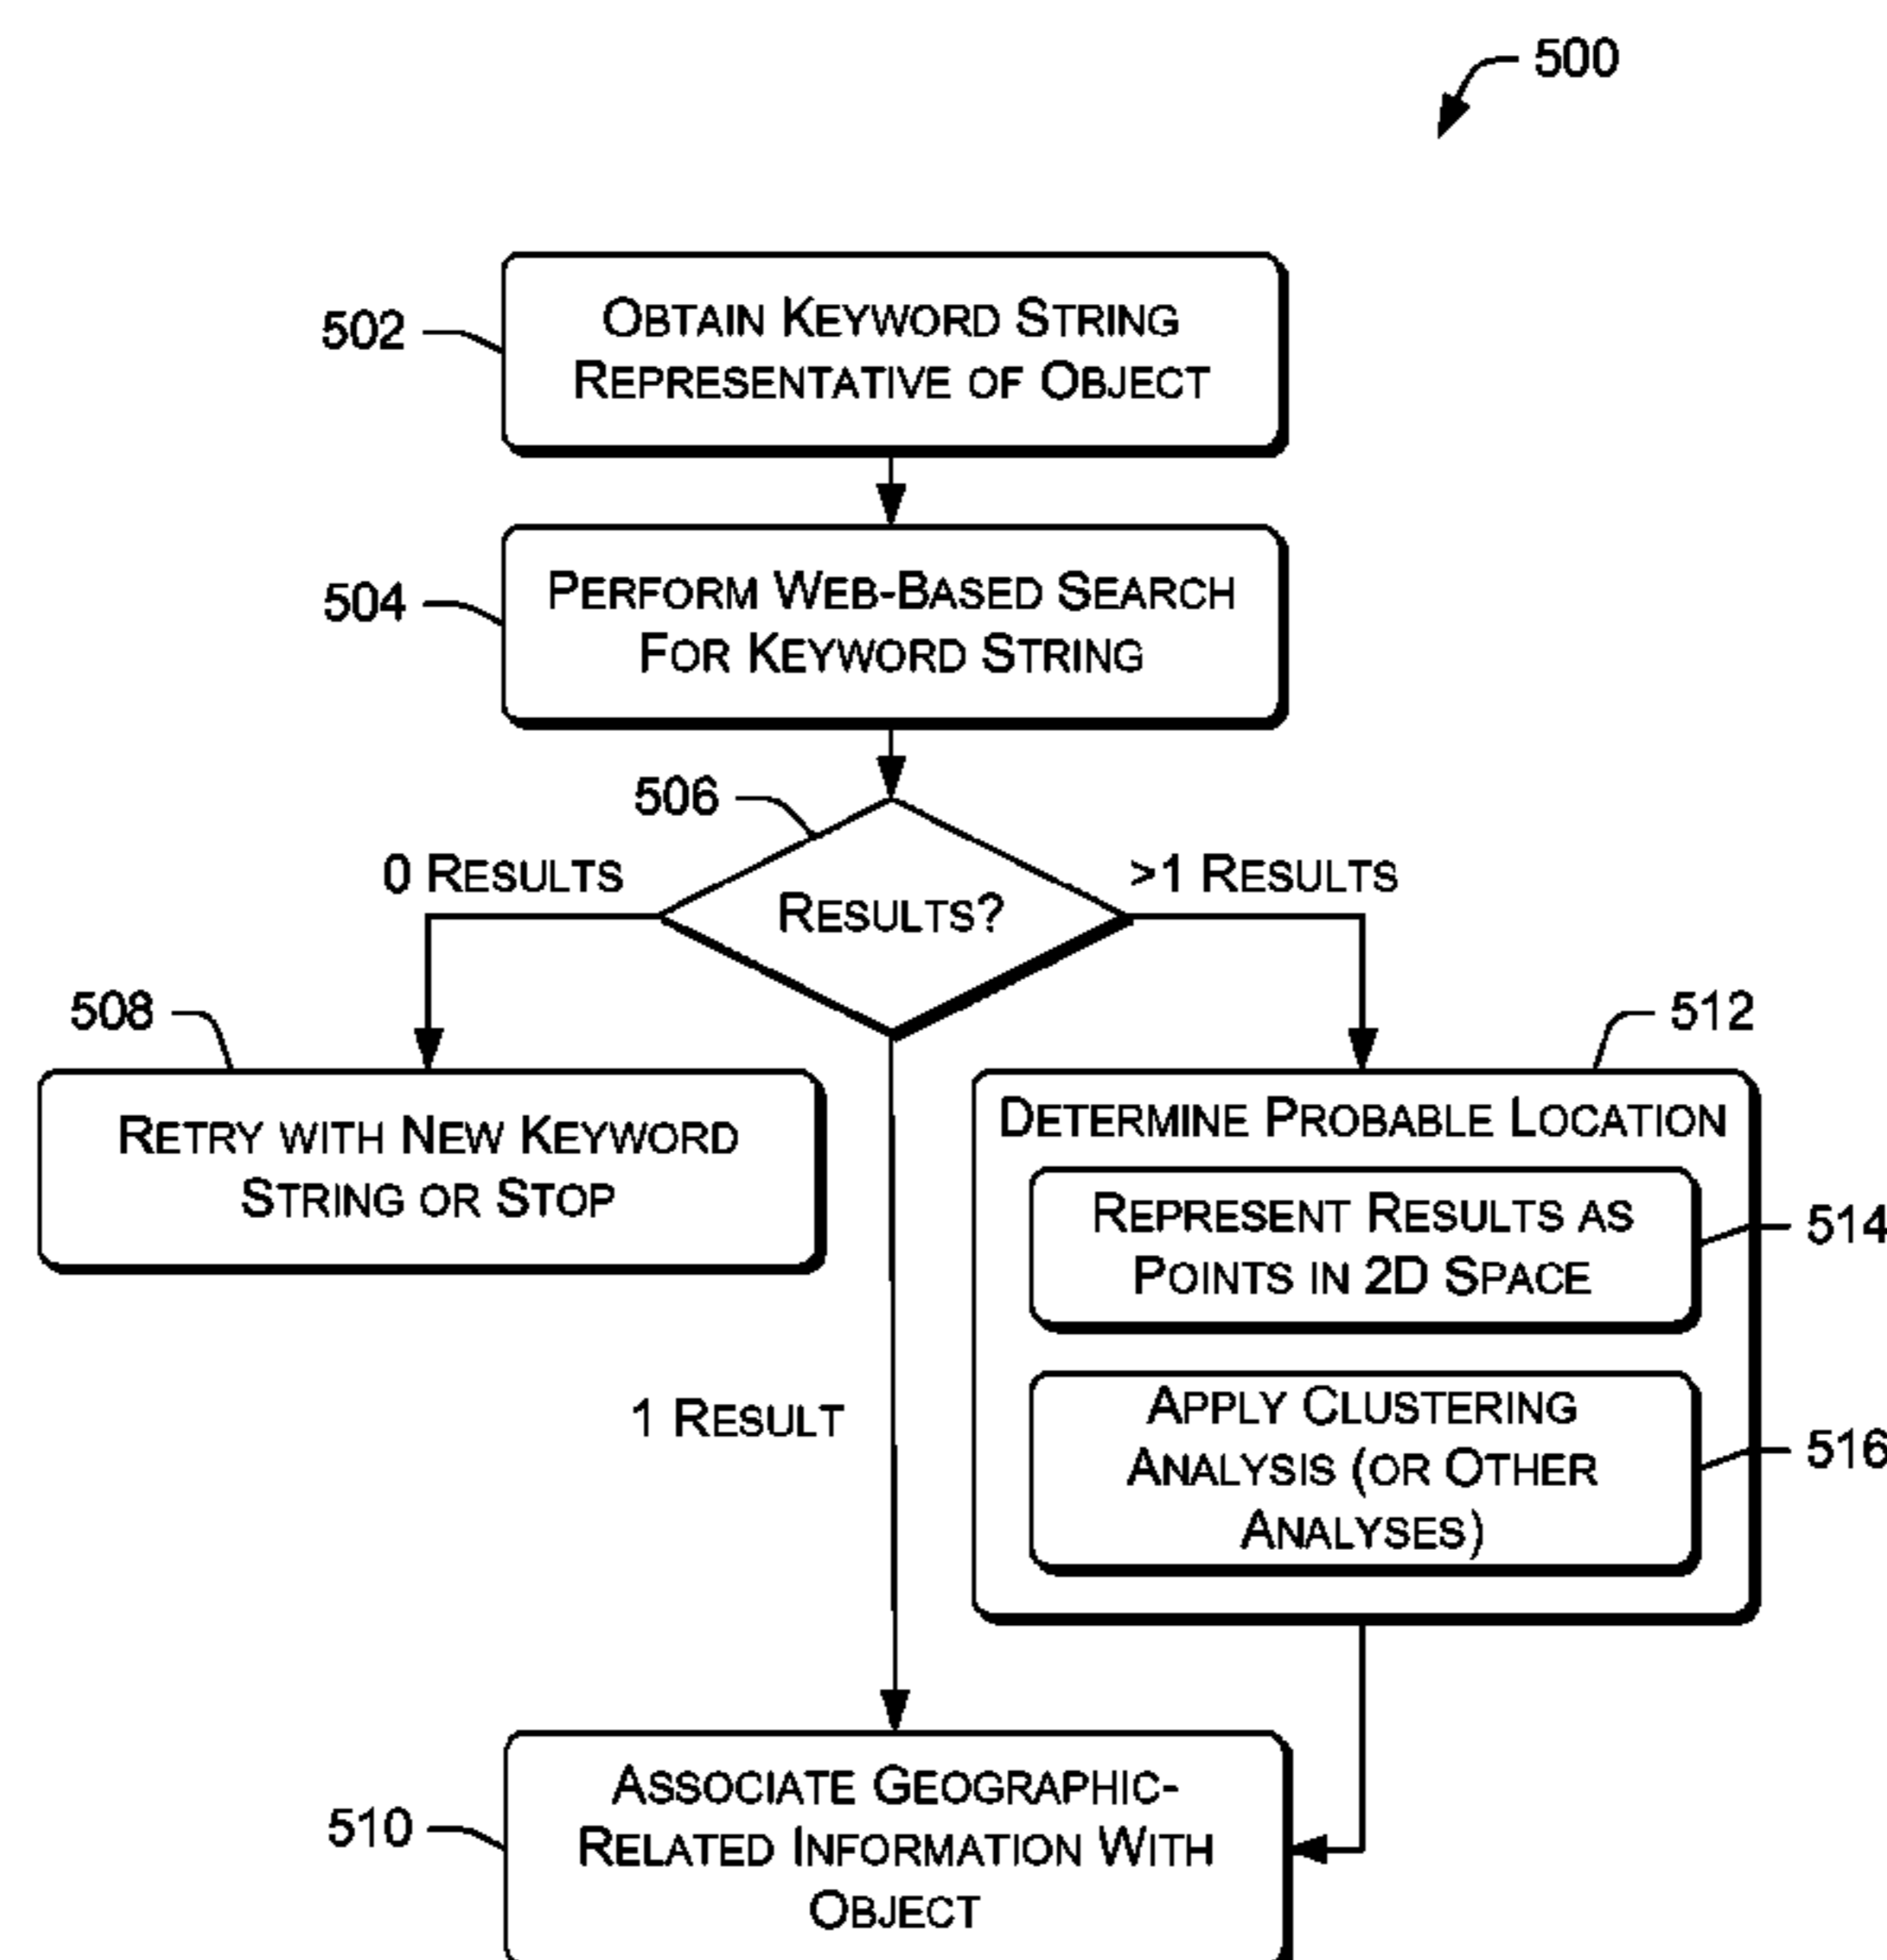 500
502
OBTAIN KEYWORD STRING
REPRESENTATIVE OF OBJECT
504
PERFORM WEB-BASED SEARCH
FOR KEYWORD STRING
506
0 RESULTS
RESULTS?
>1 RESULTS
508
RETRY WITH NEW KEYWORD
STRING OR STOP
512
DETERMINE PROBABLE LOCATION
REPRESENT RESULTS AS
POINTS IN 2D SPACE
514
1 RESULT
APPLY CLUSTERING
ANALYSIS (OR OTHER
ANALYSES)
516
510
ASSOCIATE GEOGRAPHIC-
RELATED INFORMATION WITH
OBJECT